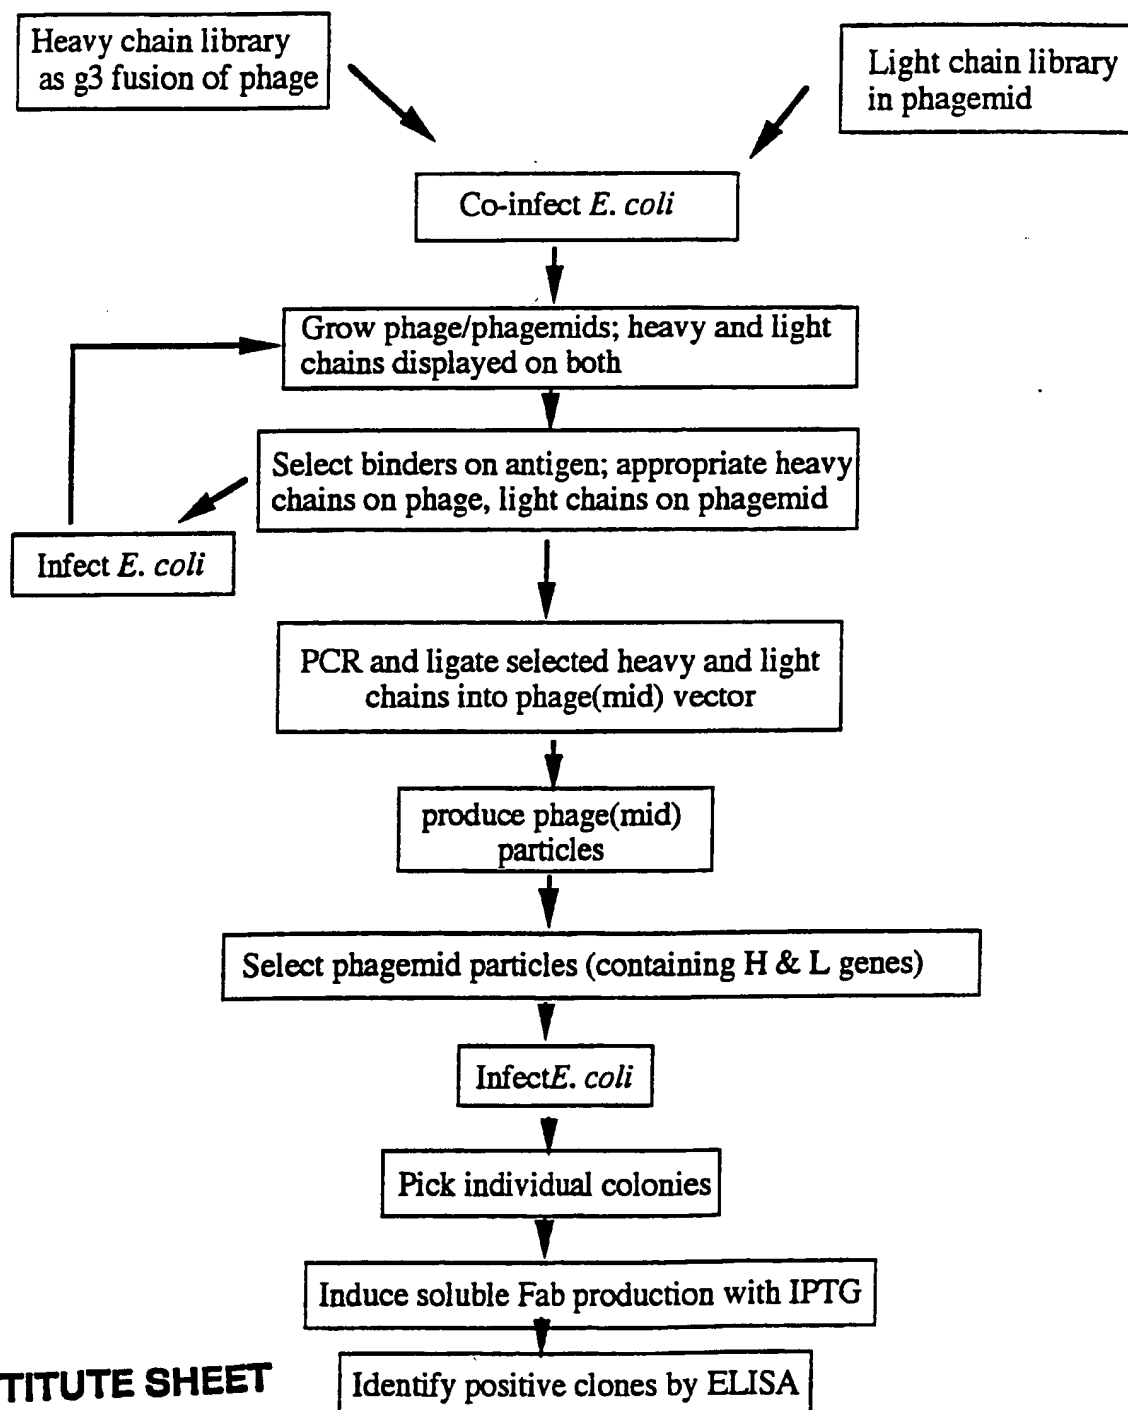 Heavy chain library
as g3 fusion of phage
Light chain library
in phagemid
Co-infect E. coli
Grow phage/phagemids; heavy and light
chains displayed on both
Select binders on antigen; appropriate heavy
chains on phage, light chains on phagemid
Infect E. coli
PCR and ligate selected heavy and light
chains into phage(mid) vector
produce phage(mid)
particles
Select phagemid particles (containing H & L genes)
InfectE. coli
Pick individual colonies
Induce soluble Fab production with IPTG
TITUTE SHEET
Identify positive clones by ELISA